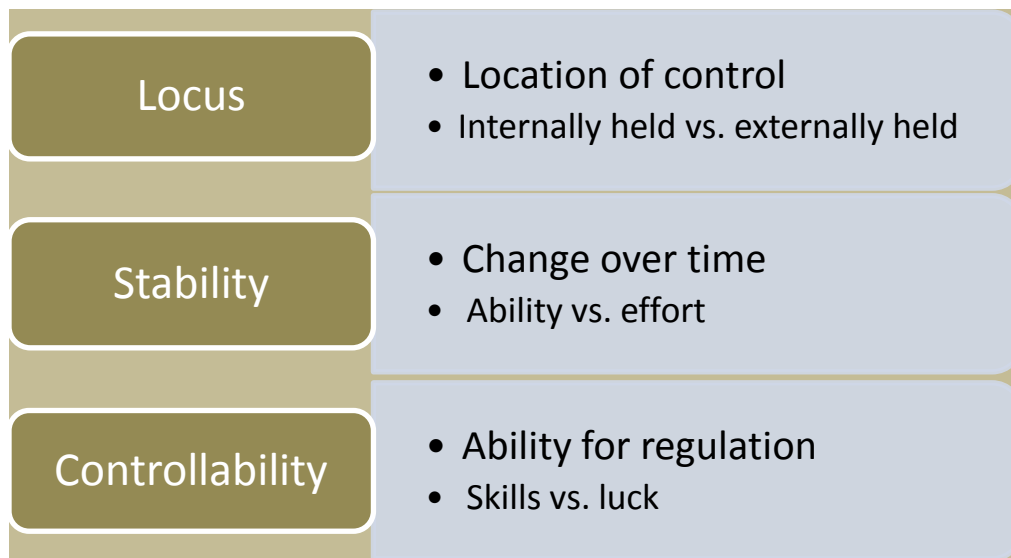 Locus
• Location of control
• Internally held vs. externally held
Stability
• Change over time
• Ability vs. effort
Controllability
• Ability for regulation
• Skills vs. luck